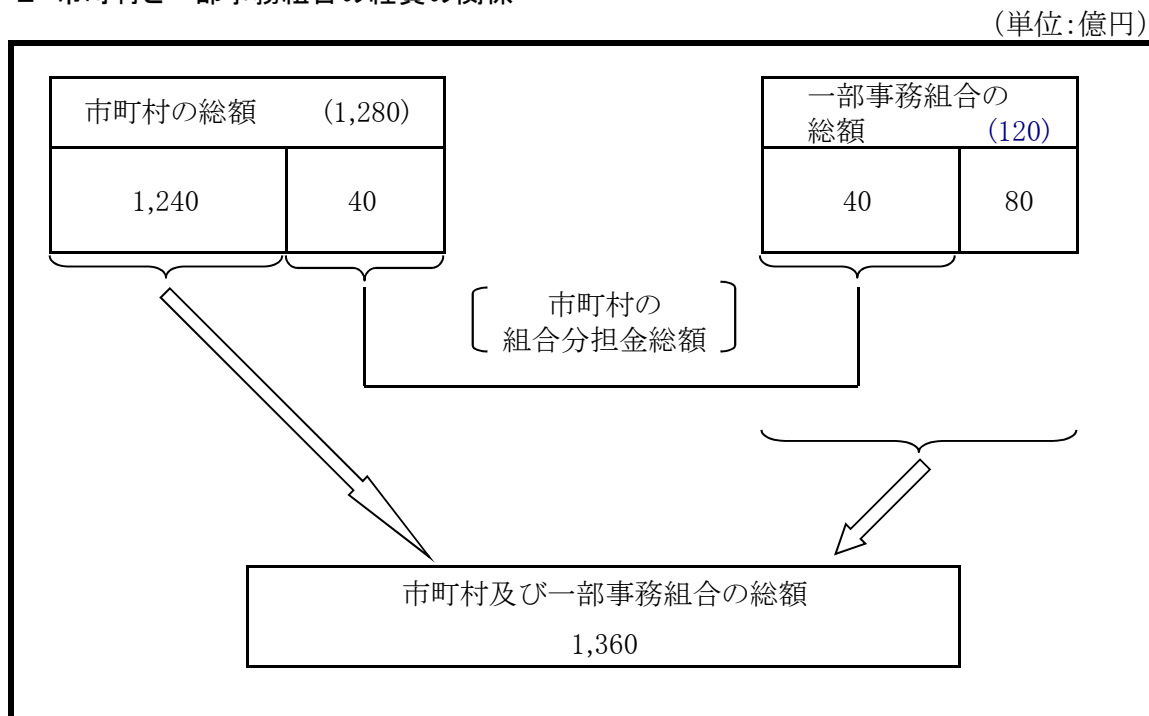 （単位:億円）
市町村の総額　(1,280)
一部事務組合の
総額　(120)
1,240　40
40　80
市町村の
組合分担金総額
市町村及び一部事務組合の総額
1,360